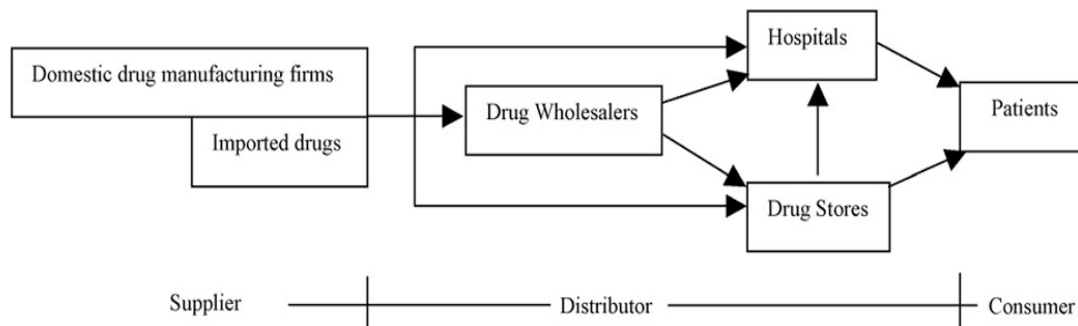 Hospitals
Domestic drug manufacturing firms
Drug Wholesalers
Patients
Imported drugs
Drug Stores
Supplier
Distributor
Consumer